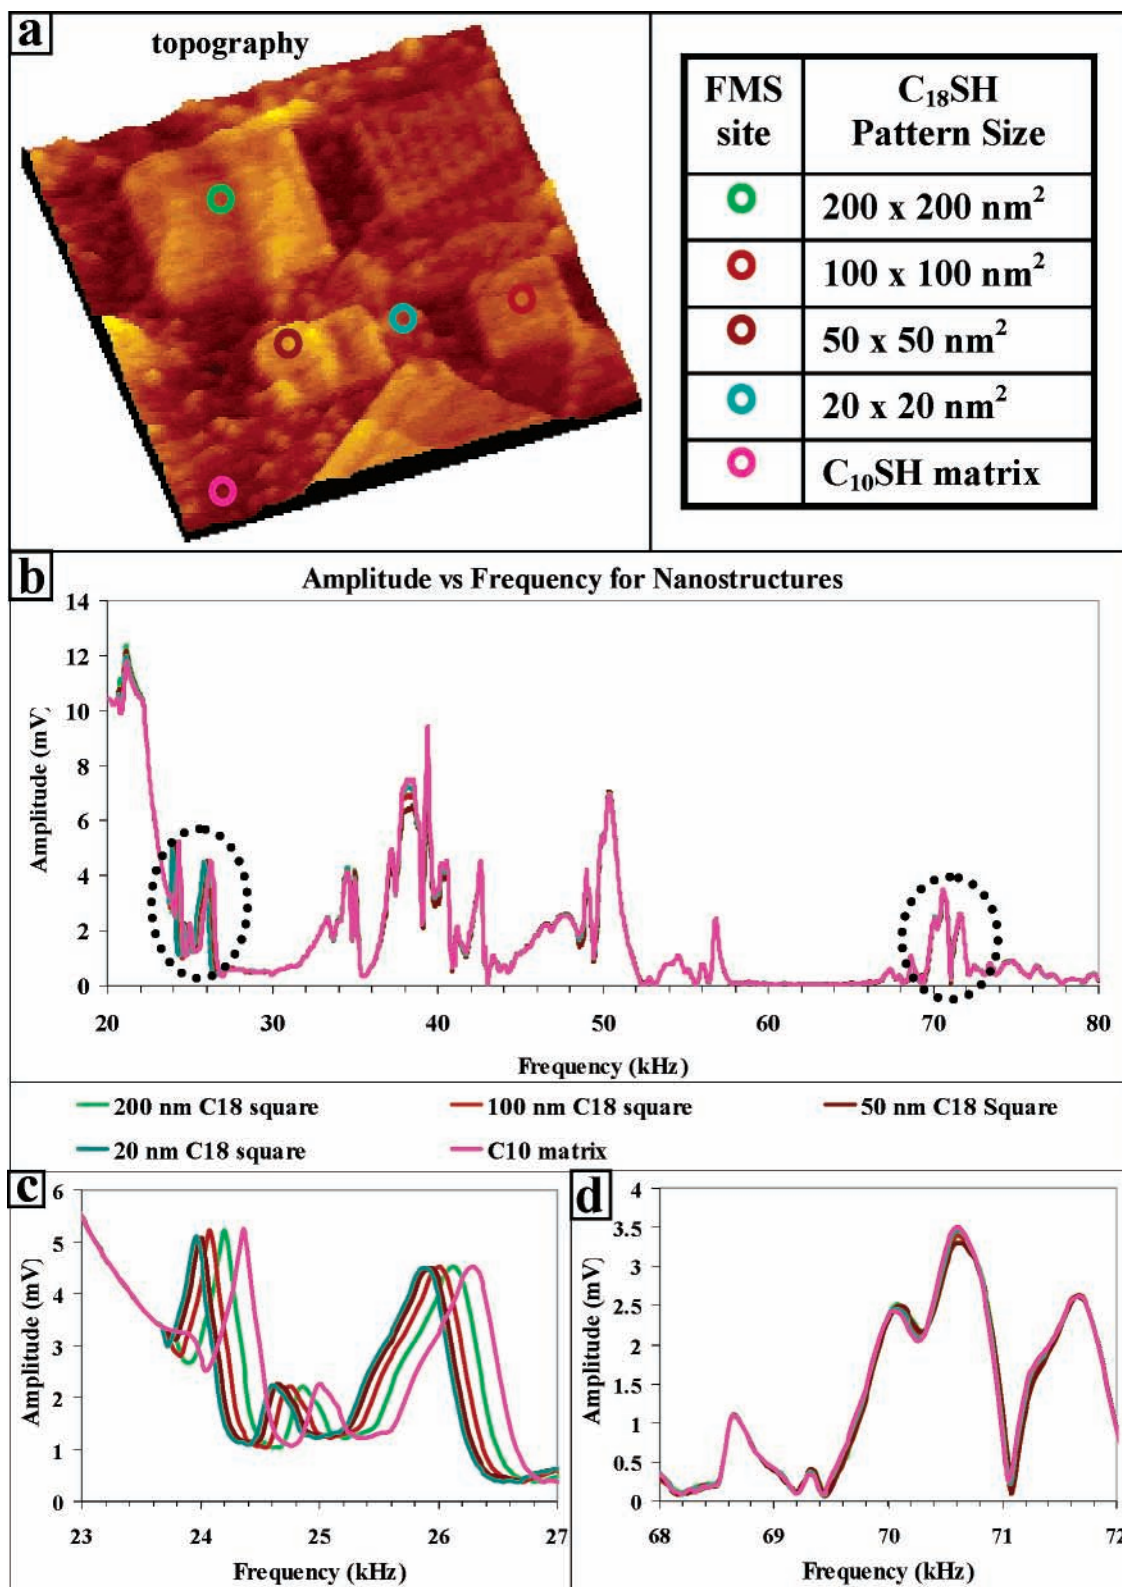 a
topography
FMS site
C₁₈SH Pattern Size
200 x 200 nm²
100 x 100 nm²
50 x 50 nm²
20 x 20 nm²
C₁₀SH matrix
b
Amplitude vs Frequency for Nanostructures
Amplitude (mV)
14
12
10
8
6
4
2
0
20 30 40 50 60 70 80
Frequency (kHz)
200 nm C18 square
100 nm C18 square
50 nm C18 Square
20 nm C18 square
C10 matrix
c
Amplitude (mV)
6
5
4
3
2
1
0
23 24 25 26 27
Frequency (kHz)
d
Amplitude (mV)
4
3.5
3
2.5
2
1.5
1
0.5
0
68 69 70 71 72
Frequency (kHz)